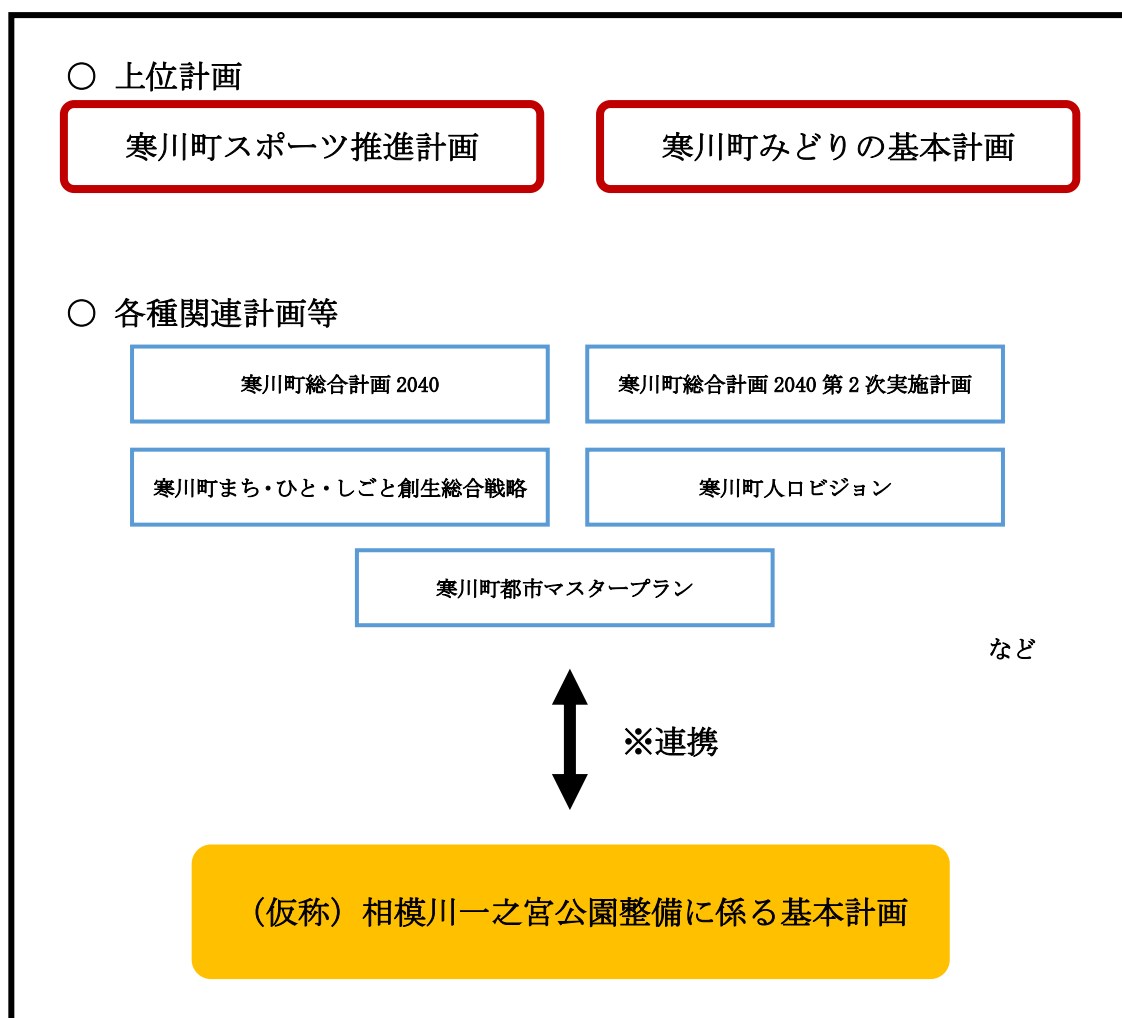 ○ 上位計画
寒川町スポーツ推進計画
寒川町みどりの基本計画
○ 各種関連計画等
寒川町総合計画 2040
寒川町総合計画 2040 第 2 次実施計画
寒川町まち・ひと・しごと創生総合戦略
寒川町人口ビジョン
寒川町都市マスタープラン
など
※連携
（仮称）相模川一之宮公園整備に係る基本計画